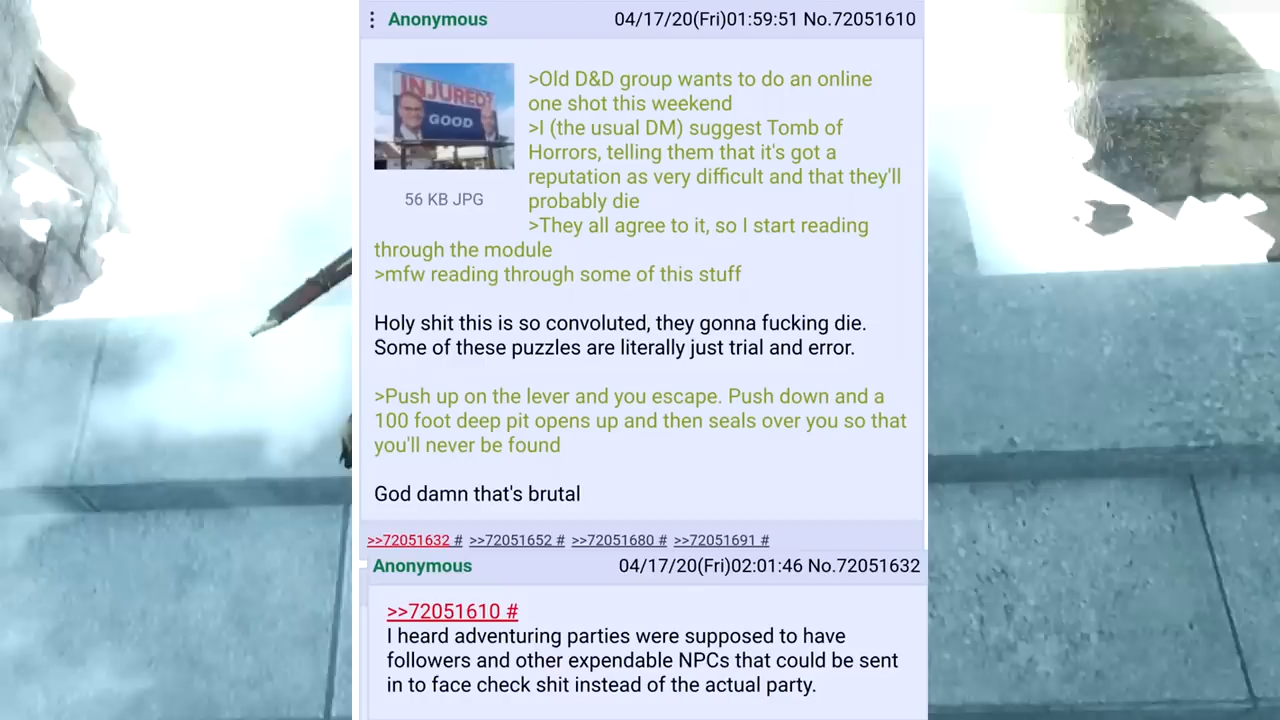 Anonymous 04/17/20(Fri)01:59:51 No.72051610
INJURED?
GOOD
56 KB JPG
>Old D&D group wants to do an online
one shot this weekend
>I (the usual DM) suggest Tomb of
Horrors, telling them that it's got a
reputation as very difficult and that they'll
probably die
>They all agree to it, so I start reading
through the module
>mfw reading through some of this stuff
Holy shit this is so convoluted, they gonna fucking die.
Some of these puzzles are literally just trial and error.
>Push up on the lever and you escape. Push down and a
100 foot deep pit opens up and then seals over you so that
you'll never be found
God damn that's brutal
>>72051632 # >>72051652 # >>72051680 # >>72051691 #
Anonymous 04/17/20(Fri)02:01:46 No.72051632
>>72051610 #
I heard adventuring parties were supposed to have
followers and other expendable NPCs that could be sent
in to face check shit instead of the actual party.